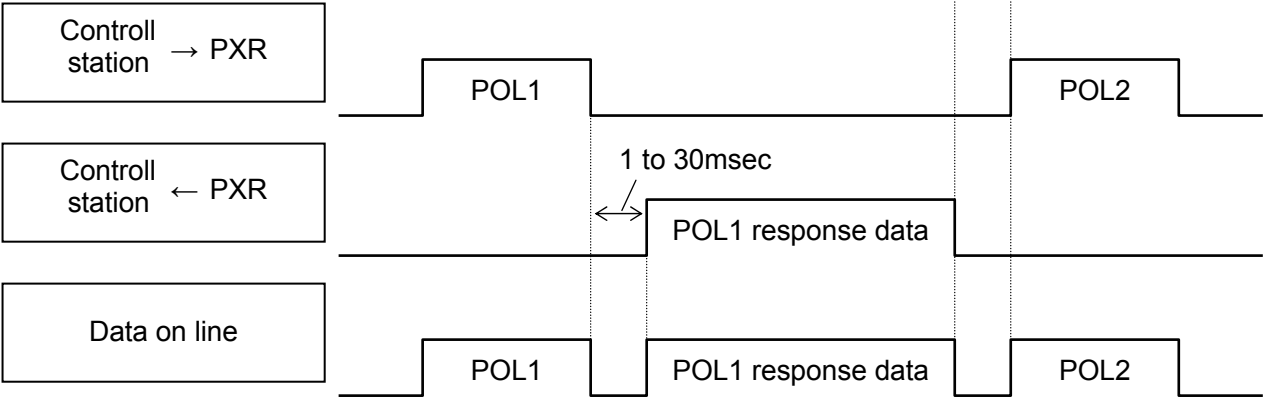 Controll
station → PXR
POL1
POL2
Controll
station ← PXR
1 to 30msec
POL1 response data
Data on line
POL1
POL1 response data
POL2